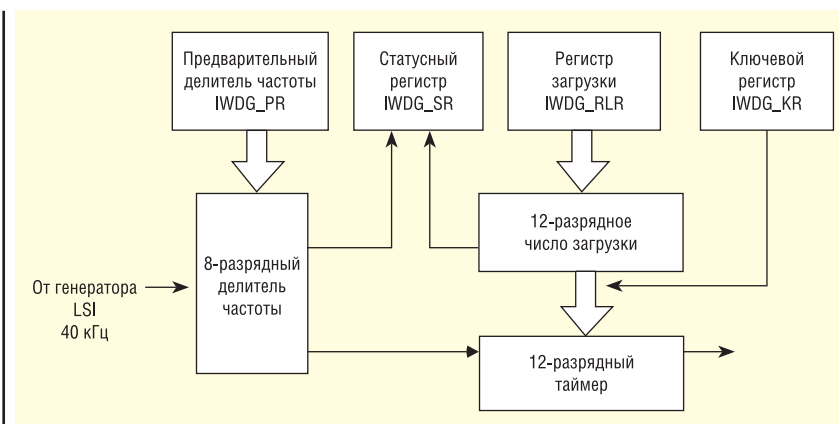 Предварительный
делитель частоты
IWDG_PR
Статусный
регистр
IWDG_SR
Регистр
загрузки
IWDG_RLR
Ключевой
регистр
IWDG_KR
8-разрядный
делитель
частоты
12-разрядное
число загрузки
От генератора
LSI
40 кГц
12-разрядный
таймер